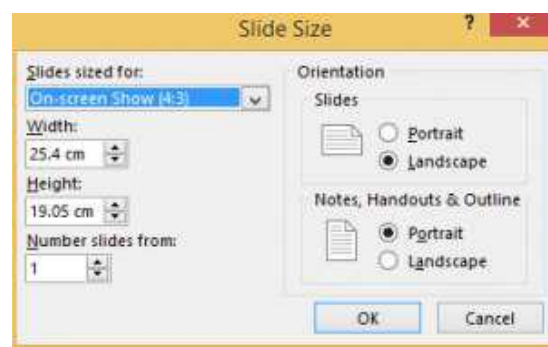 Slide Size
?
×
Slides sized for:
On-screen Show (4:3)
Width:
25.4 cm
Height:
19.05 cm
Number slides from:
1
Orientation
Slides
Portrait
Landscape
Notes, Handouts & Outline
Portrait
Landscape
OK
Cancel